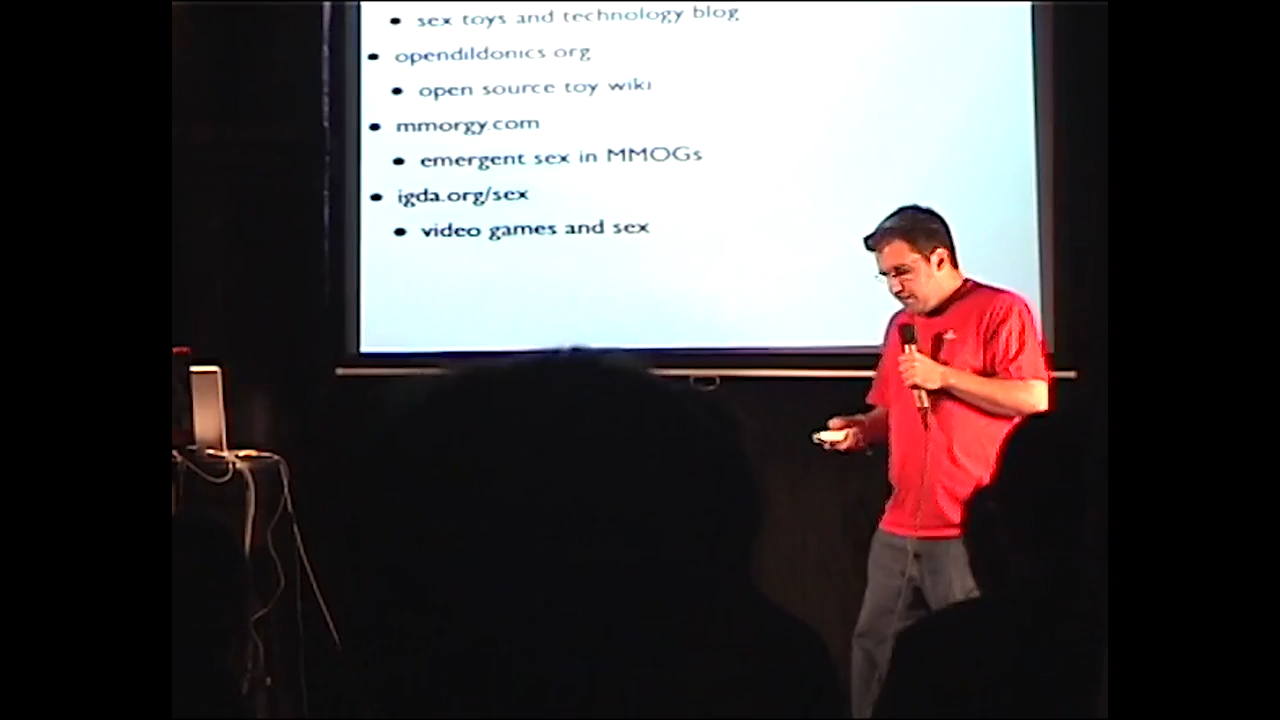 • sex toys and technology blog
• opendildonics org
• open source toy wiki
• mmorgy.com
• emergent sex in MMOGs
• igda.org/sex
• video games and sex